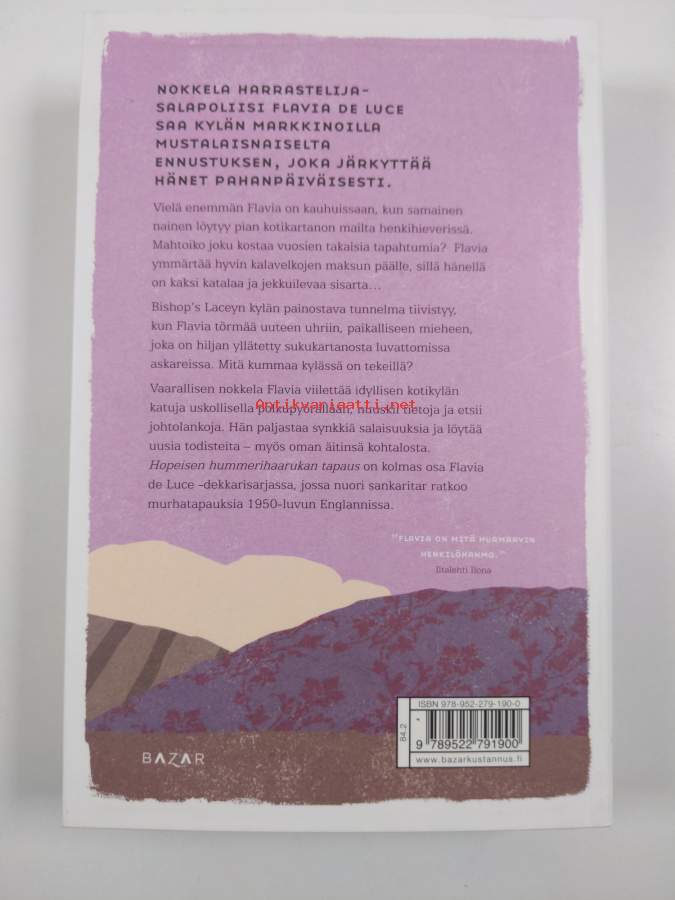 NOKKELA HARRASTELIJA-
SALAPOLIISI FLAVIA DE LUCE
SAA KYLÄN MARKKINOILLA
MUSTALAISNAISELTA
ENNUSTUKSEN, JOKA JÄRKYTTÄÄ
HÄNET PAHANPÄIVÄISESTI.
Vielä enemmän Flavia on kauhuissaan, kun samainen
nainen löytyy pian kotikartanon mailta henkihieverissä.
Mahtoiko joku kostaa vuosien takaisia tapahtumia? Flavia
ymmärtää hyvin kalavelkojen maksun päälle, sillä hänellä
on kaksi katalaa ja jekkuilevaa sisarta...
Bishop's Laceyn kylän painostava tunnelma tiivistyy,
kun Flavia törmää uuteen uhriin, paikalliseen mieheen,
joka on hiljan yllätetty sukukartanosta luvattomissa
askareissa. Mitä kummaa kylässä on tekeillä?
Vaarallisen nokkela Flavia viilettää idyllisen kotikylän
Antikvariaatti.net
katuja uskollisella polkupyörällään, nuuskii tietoja ja etsii
johtolankoja. Hän paljastaa synkkiä salaisuuksia ja löytää
uusia todisteita – myös oman äitinsä kohtalosta.
Hopeisen hummerihaarukan tapaus on kolmas osa Flavia
de Luce –dekkarisarjassa, jossa nuori sankaritar ratkoo
murhatapauksia 1950–luvun Englannissa.
"FLAVIA ON MITÄ HURMAAVIN
HENKILÖHAHMO."
Iltalehti Ilona
ISBN 978-952-279-190-0
84.2 *
9 789522 791900
www.bazarkustannus.fi
BAZAR